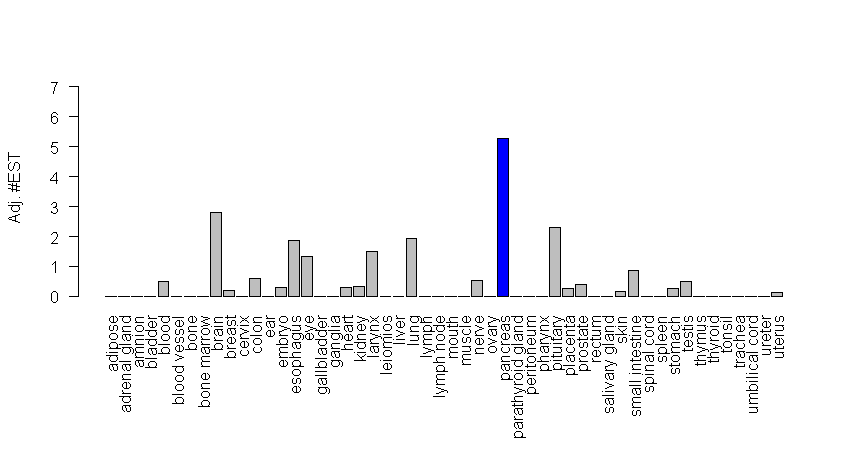 7
6
5
4
3
2
1
0
Adj. #EST
adipose
adrenal gland
amnion
bladder
blood
blood vessel
bone
bone marrow
brain
breast
cervix
colon
ear
embryo
esophagus
eye
gallbladder
ganglia
heart
kidney
larynx
leiomios
liver
lung
lymph
lymph node
mouth
muscle
nerve
ovary
pancreas
parathyroid gland
peritoneum
pharynx
pituitary
placenta
prostate
rectum
salivary gland
skin
small intestine
spinal cord
spleen
stomach
testis
thymus
thyroid
tonsil
trachea
umbilical cord
ureter
uterus